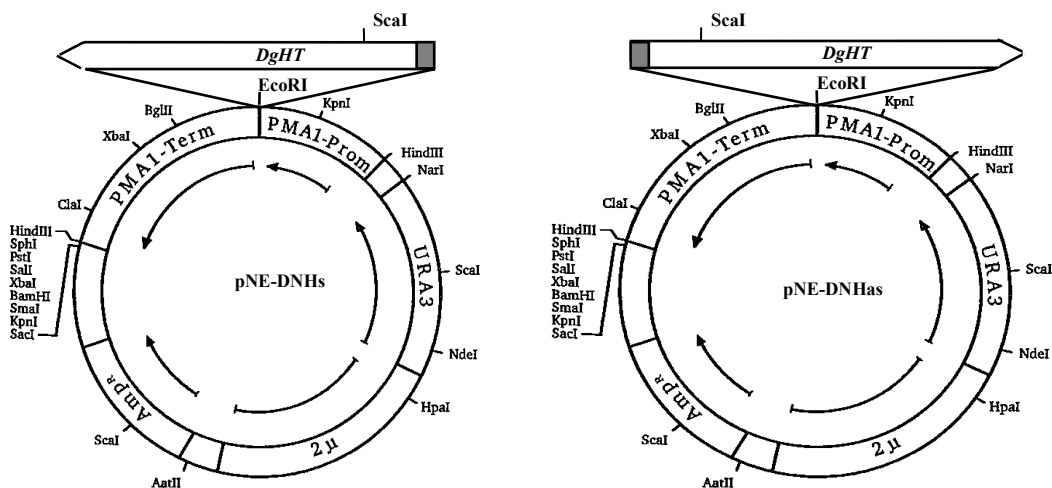 ScaI
DgHT
EcoRI
KpnI
BglII
XbaI
PMA1-Term
PMA1-Prom
HindIII
NarI
ClaI
HindIII
SphI
PstI
SalI
XbaI
BamHI
SmaI
KpnI
SacI
pNE-DNHs
URA3
ScaI
NdeI
HpaI
AmpR
ScaI
2μ
AatII
ScaI
DgHT
EcoRI
KpnI
BglII
XbaI
PMA1-Term
PMA1-Prom
HindIII
NarI
ClaI
HindIII
SphI
PstI
SalI
XbaI
BamHI
SmaI
KpnI
SacI
pNE-DNHas
URA3
ScaI
NdeI
HpaI
AmpR
ScaI
2μ
AatII